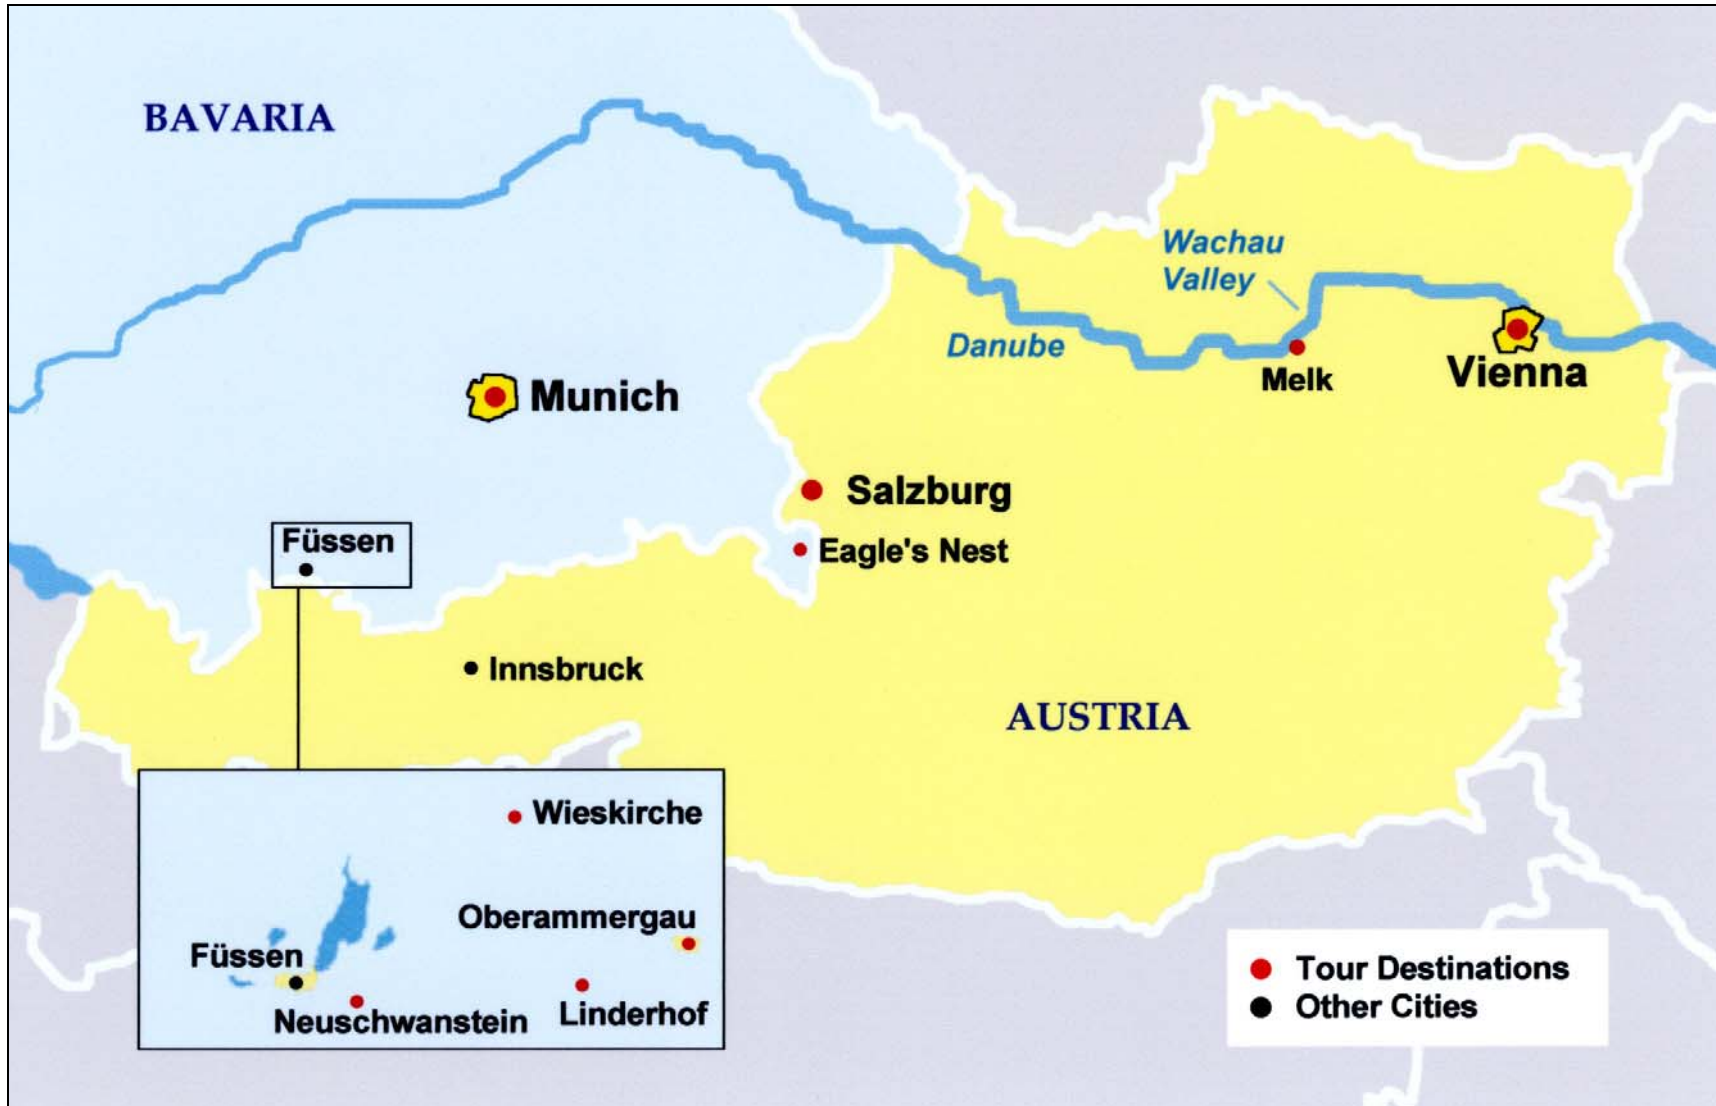 BAVARIA
Wachau
Valley
Danube
Melk
Vienna
Munich
Salzburg
Füssen
Eagle's Nest
Innsbruck
AUSTRIA
Wieskirche
Oberammergau
Füssen
Neuschwanstein
Linderhof
Tour Destinations
Other Cities